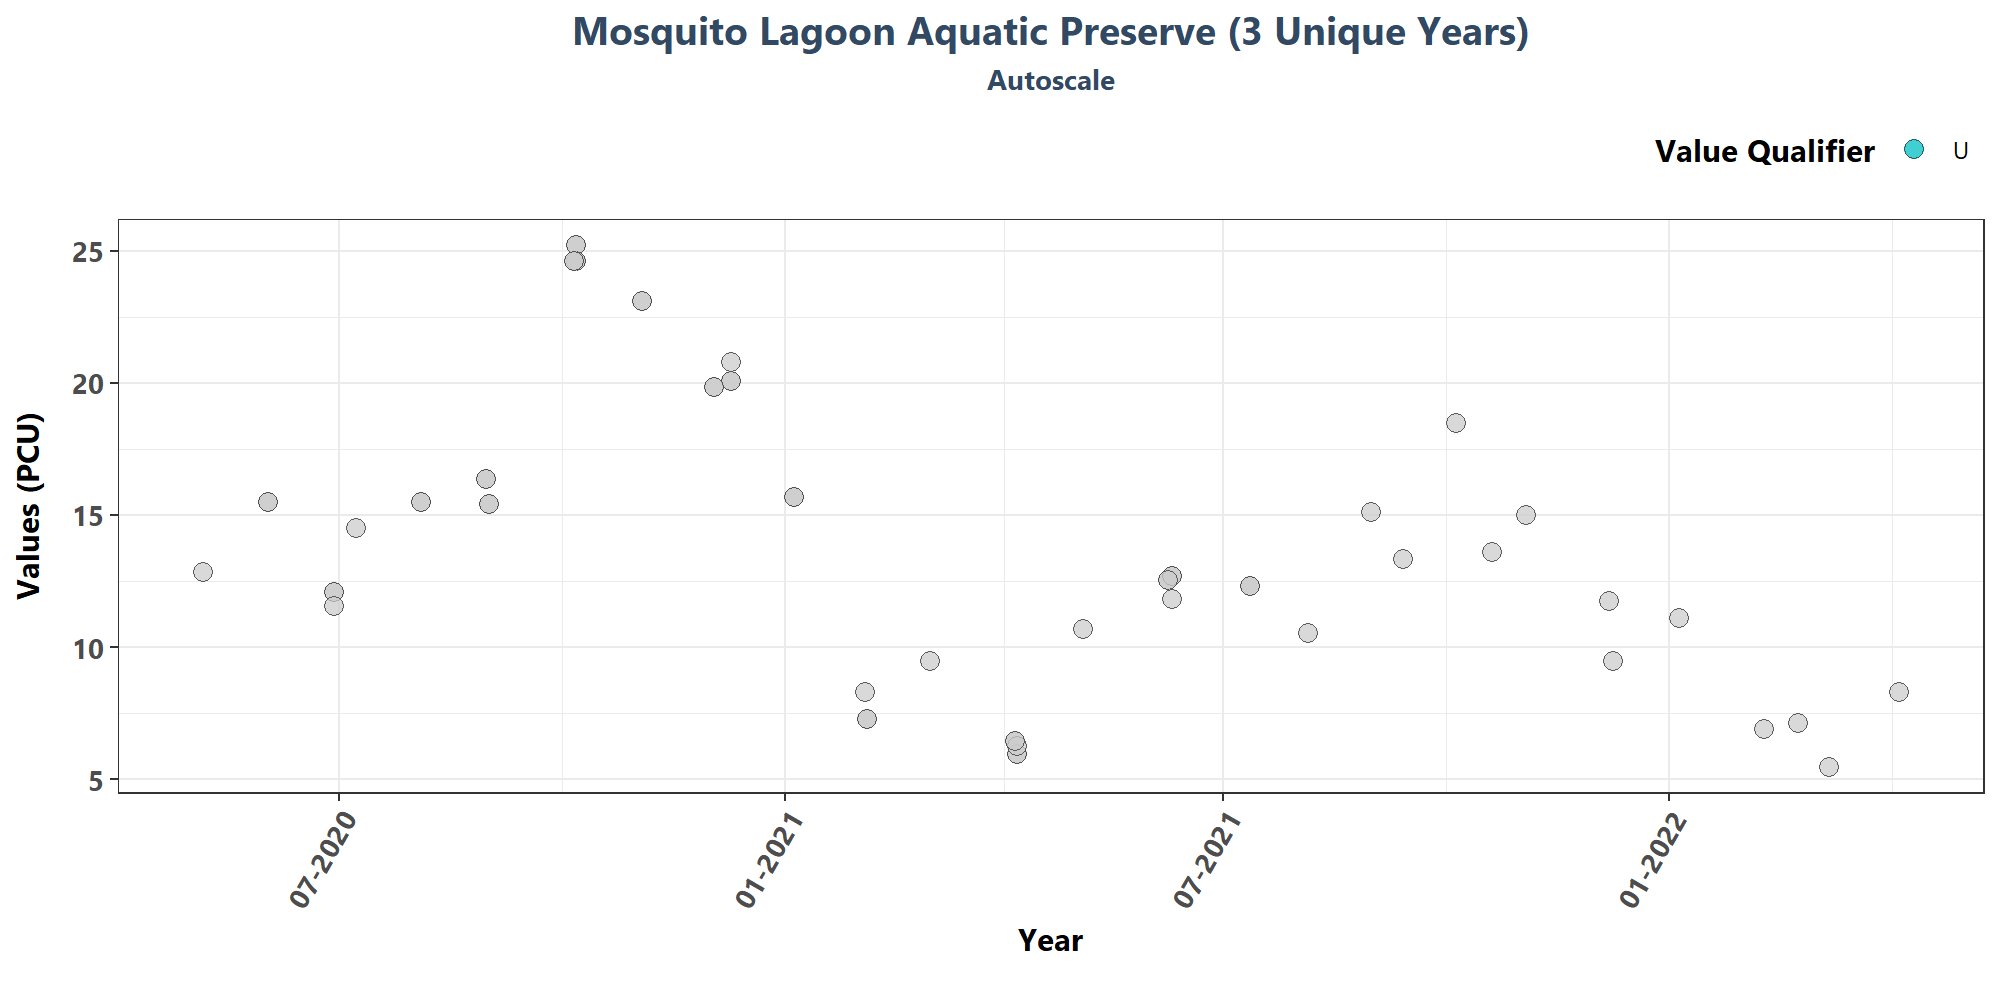 Mosquito Lagoon Aquatic Preserve (3 Unique Years)
Autoscale
Value Qualifier U
25
20
15
10
5
Values (PCU)
07-2020 01-2021 07-2021 01-2022
Year